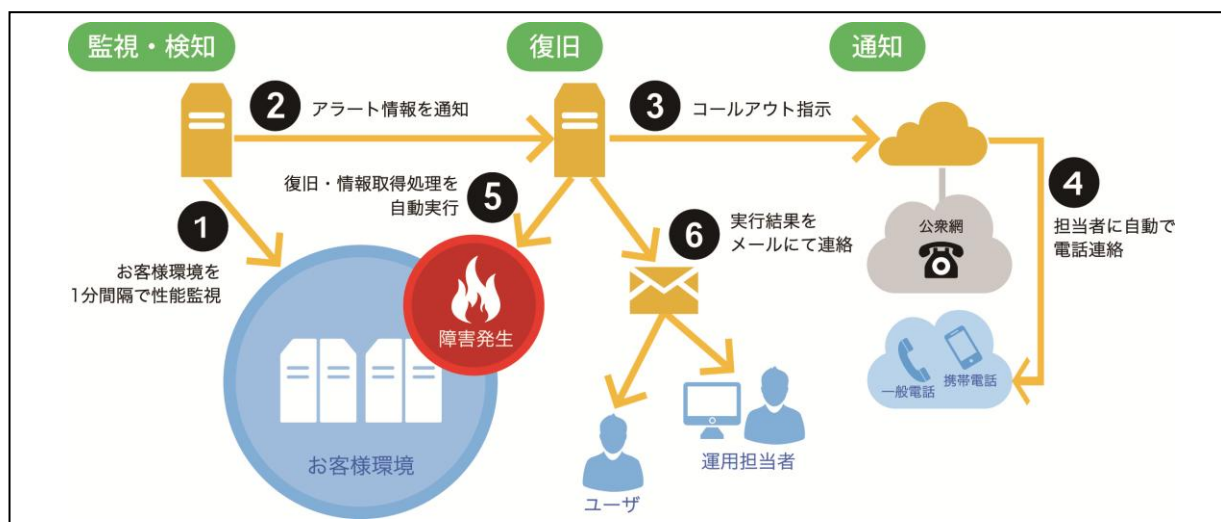 監視・検知
復旧
通知
2
アラート情報を通知
3
コールアウト指示
復旧・情報取得処理を
自動実行
5
1
お客様環境を
1分間隔で性能監視
6
実行結果を
メールにて連絡
4
担当者に自動で
電話連絡
公衆網
障害発生
一般電話
携帯電話
お客様環境
運用担当者
ユーザ